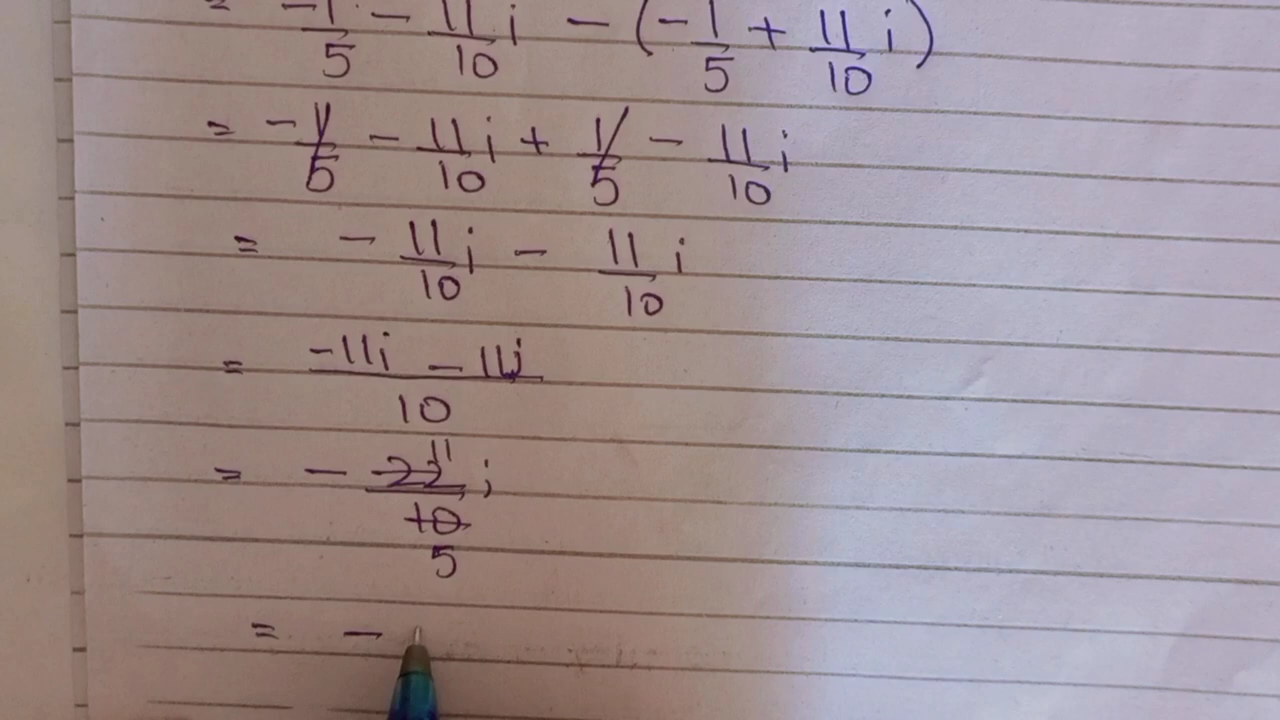 = -1/5 - 11/10 i - (-1/5 + 11/10 i)
= -1/5 - 11/10 i + 1/5 - 11/10 i
= - 11/10 i - 11/10 i
= -11i - 11i / 10
= - 22/10 i 11 5
= -